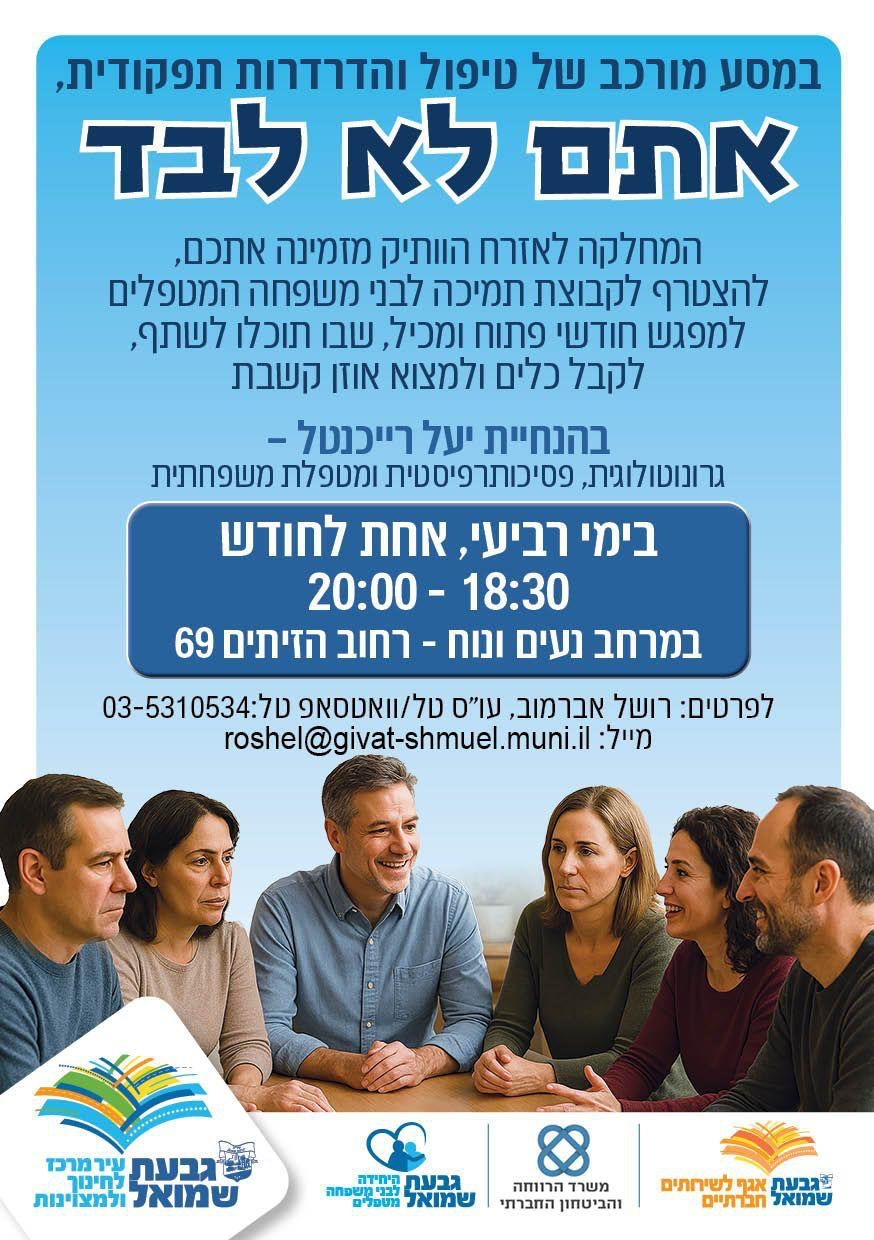 במסע מורכב של טיפול והדרדרות תפקודית,
אתם לא לבד
המחלקה לאזרח הוותיק מזמינה אתכם,
להצטרף לקבוצת תמיכה לבני משפחה המטפלים
למפגש חודשי פתוח ומכיל, שבו תוכלו לשתף,
לקבל כלים ולמצוא אוזן קשבת
בהנחיית יעל רייכנטל –
גרונוטולוגית, פסיכותרפיסטית ומטפלת משפחתית
בימי רביעי, אחת לחודש
18:30 - 20:00
במרחב נעים ונוח - רחוב הזיתים 69
לפרטים: רושל אברמוב, עו"ס טל/וואטסאפ טל:03-5310534
מייל: roshel@givat-shmuel.muni.il
גבעת שמואל
אגף לשירותים
חברתיים
משרד הרווחה
והביטחון החברתי
גבעת
שמואל
היחידה
לבני משפחה
מטפלים
גבעת
שמואל
עיר מרכז
לחינוך
ולמצוינות